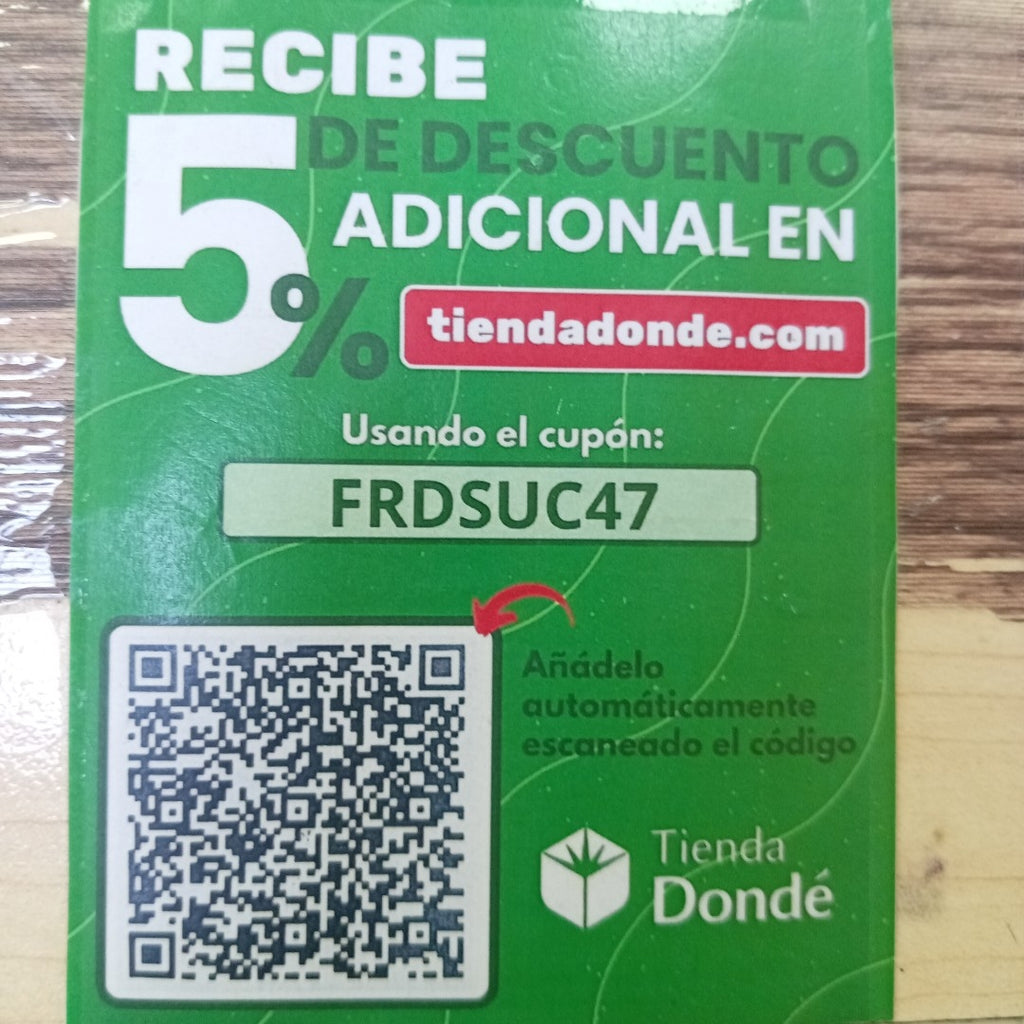 RECIBE
5% DE DESCUENTO
ADICIONAL EN
tiendadonde.com
Usando el cupón:
FRDSUC47
Añádelo
automáticamente
escaneado el código
Tienda
Dondé